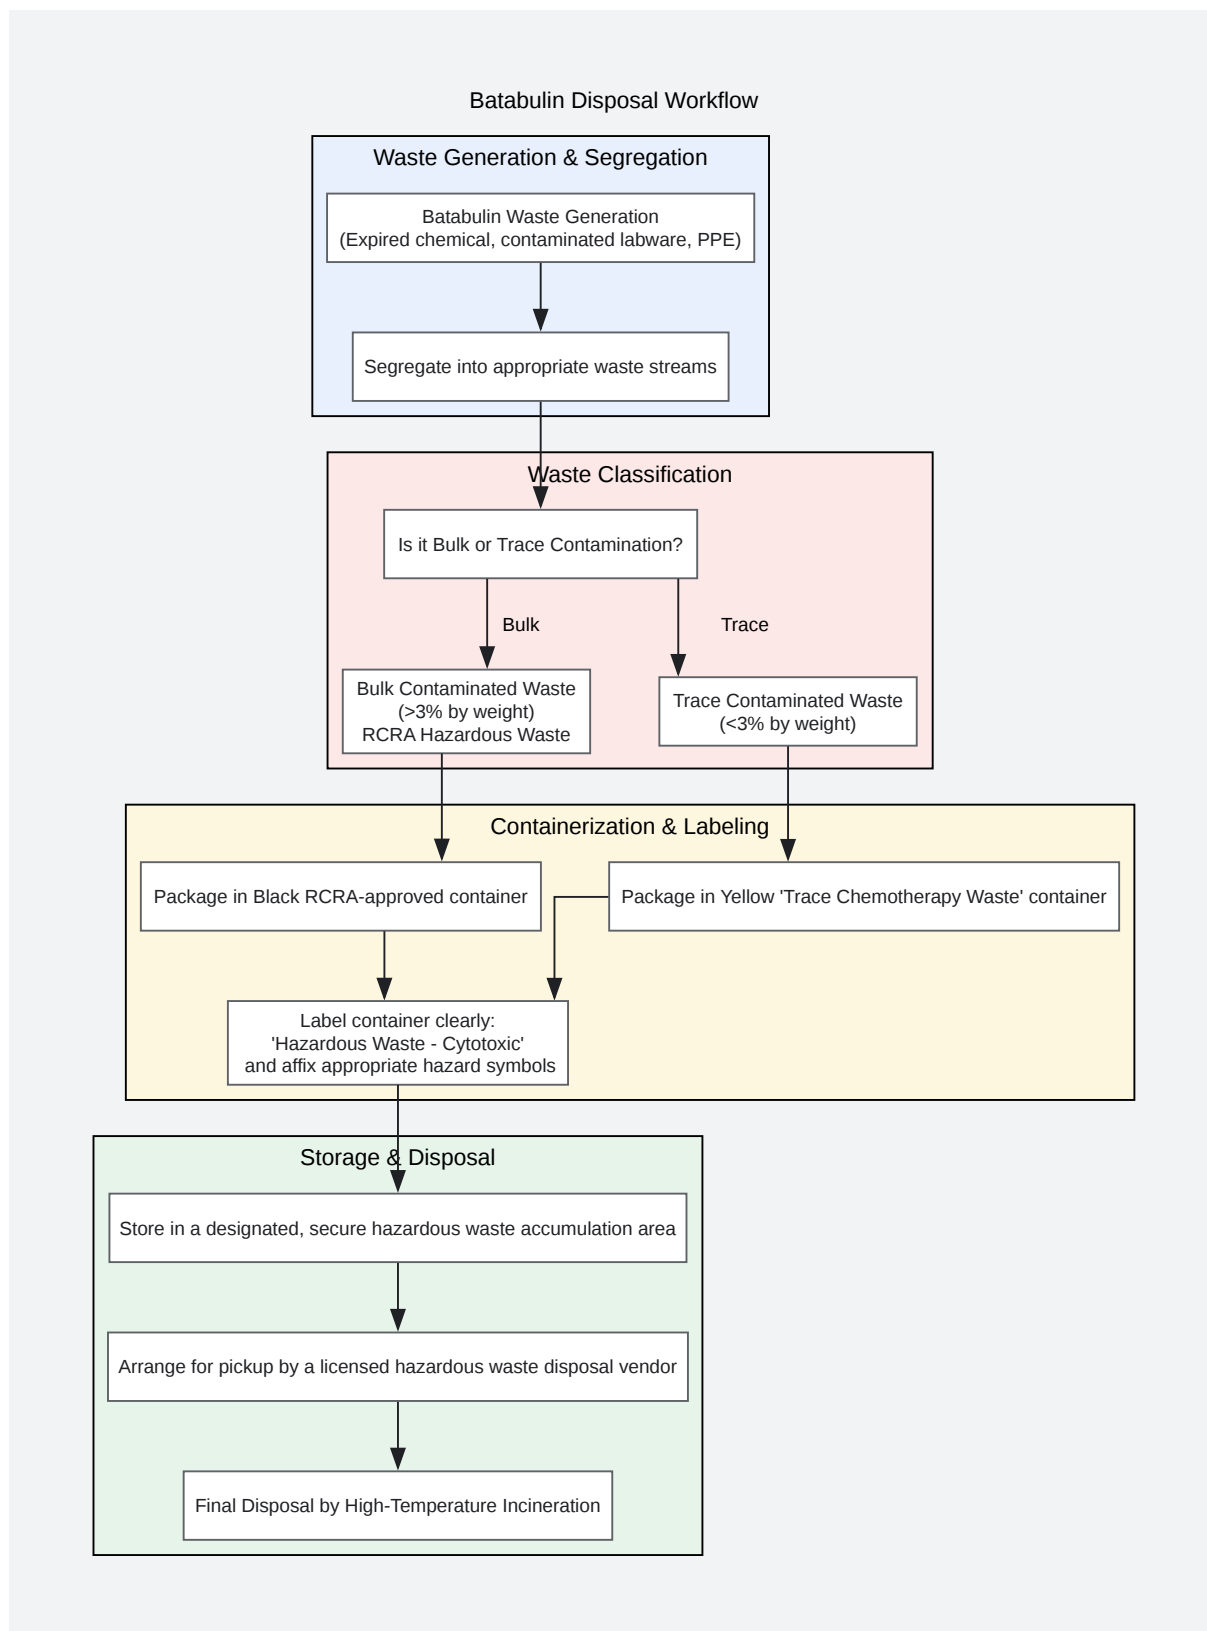 Batabulin Disposal Workflow
Waste Generation & Segregation
Batabulin Waste Generation
(Expired chemical, contaminated labware, PPE)
Segregate into appropriate waste streams
Waste Classification
Is it Bulk or Trace Contamination?
Bulk
Trace
Bulk Contaminated Waste
(>3% by weight)
RCRA Hazardous Waste
Trace Contaminated Waste
(<3% by weight)
Containerization & Labeling
Package in Black RCRA-approved container
Package in Yellow 'Trace Chemotherapy Waste' container
Label container clearly:
'Hazardous Waste - Cytotoxic'
and affix appropriate hazard symbols
Storage & Disposal
Store in a designated, secure hazardous waste accumulation area
Arrange for pickup by a licensed hazardous waste disposal vendor
Final Disposal by High-Temperature Incineration